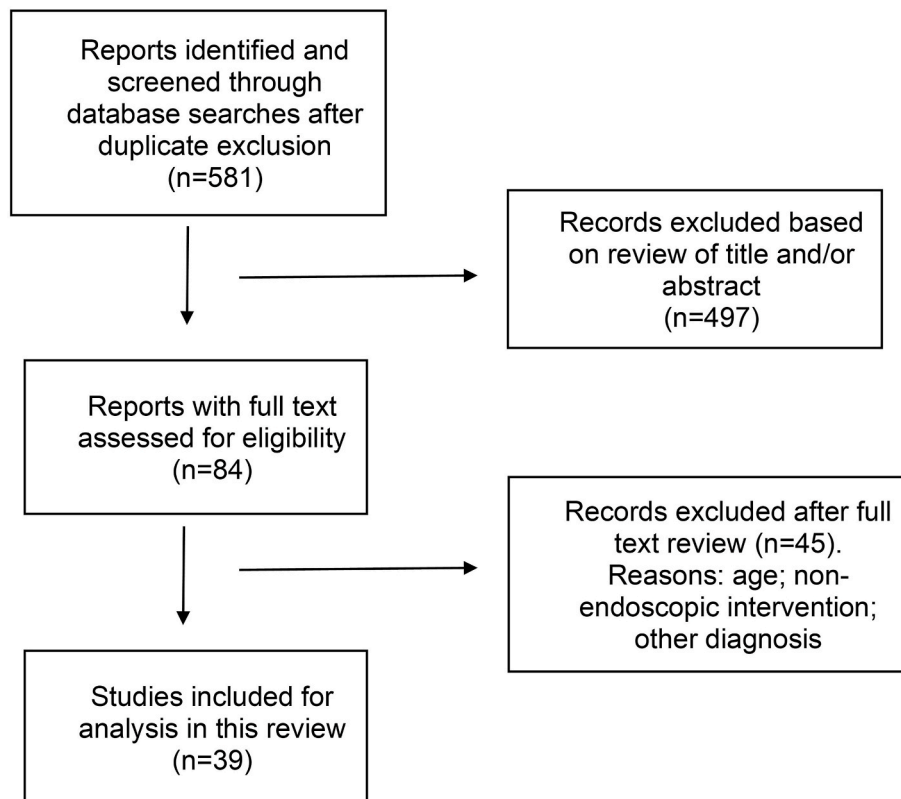 Reports identified and
screened through
database searches after
duplicate exclusion
(n=581)
Records excluded based
on review of title and/or
abstract
(n=497)
Reports with full text
assessed for eligibility
(n=84)
Records excluded after full
text review (n=45).
Reasons: age; non-
endoscopic intervention;
other diagnosis
Studies included for
analysis in this review
(n=39)